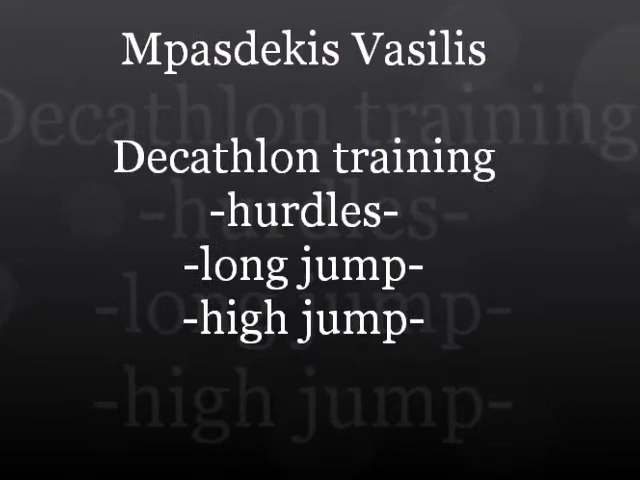 Mpasdekis Vasilis
Decathlon training
-hurdles-
-long jump-
-high jump-